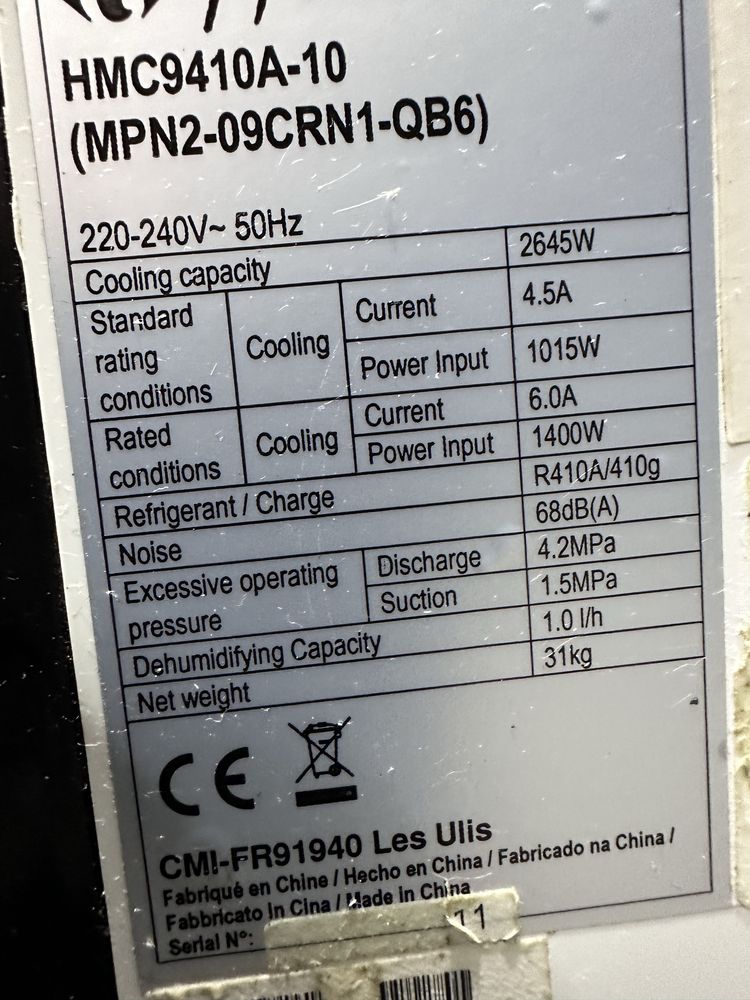 HMC9410A-10
(MPN2-09CRN1-QB6)
220-240V~ 50Hz
Cooling capacity 2645W
Standard rating conditions Cooling Current 4.5A
Power Input 1015W
Rated conditions Cooling Current 6.0A
Power Input 1400W
Refrigerant / Charge R410A/410g
Noise 68dB(A)
Excessive operating pressure Discharge 4.2MPa
Suction 1.5MPa
Dehumidifying Capacity 1.0 l/h
Net weight 31kg
CE
CMI-FR91940 Les Ulis
Fabriqué en Chine / Hecho en China / Fabricado na China /
Fabbricato In Cina / Made in China
Serial N°: 11